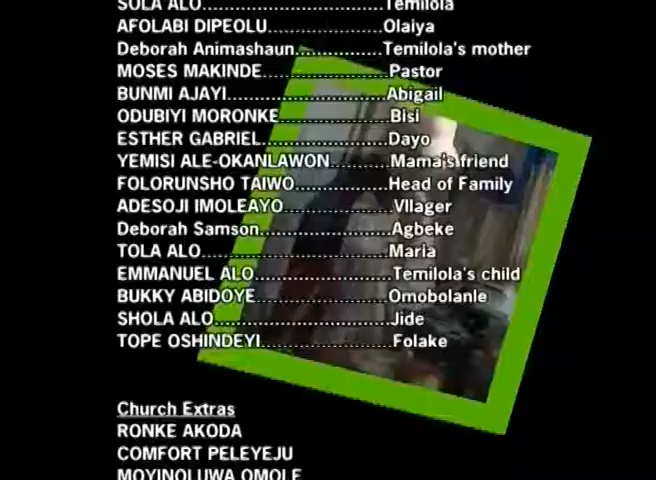 SOLA ALO..................................Temilola
AFOLABI DIPEOLU.....................Olaiya
Deborah Animashaun...............Temilola's mother
MOSES MAKINDE......................Pastor
BUNMI AJAYI............................Abigail
ODUBIYI MORONKE...................Bisi
ESTHER GABRIEL......................Dayo
YEMISI ALE-OKANLAWON..........Mama's friend
FOLORUNSHO TAIWO................Head of Family
ADESOJI IMOLEAYO...................VIlager
Deborah Samson......................Agbeke
TOLA ALO................................Maria
EMMANUEL ALO.......................Temilola's child
BUKKY ABIDOYE.......................Omobolanle
SHOLA ALO..............................Jide
TOPE OSHINDEYI......................Folake
Church Extras
RONKE AKODA
COMFORT PELEYEJU
MOYINOLUWA OMOLE